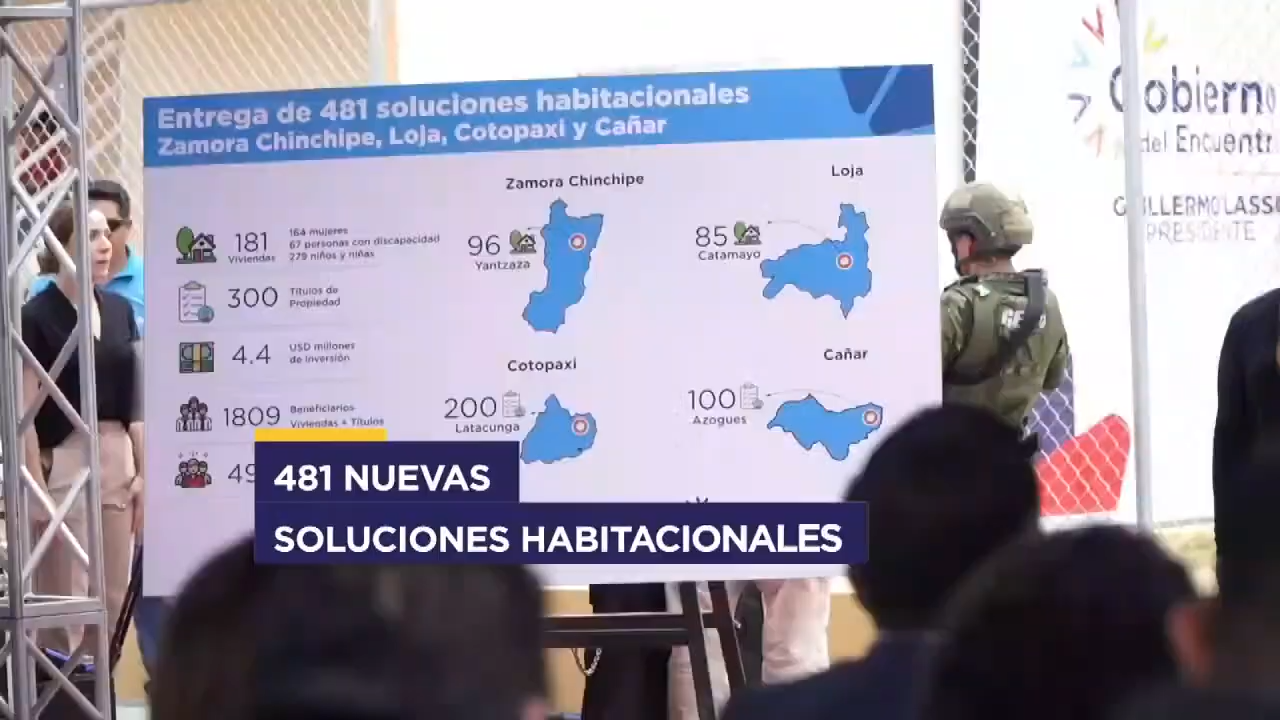 Entrega de 481 soluciones habitacionales
Zamora Chinchipe, Loja, Cotopaxi y Cañar
181
Viviendas
164 mujeres
67 personas con discapacidad
279 niños y niñas
300
Títulos de
Propiedad
4.4
USD millones
de inversión
1809
Beneficiarios
Viviendas + Títulos
49
Zamora Chinchipe
96
Yantzaza
Loja
85
Catamayo
Cotopaxi
200
Latacunga
Cañar
100
Azogues
481 NUEVAS
SOLUCIONES HABITACIONALES
Gobierno
del Encuentr
GUILLERMO LASSO
PRESIDENTE